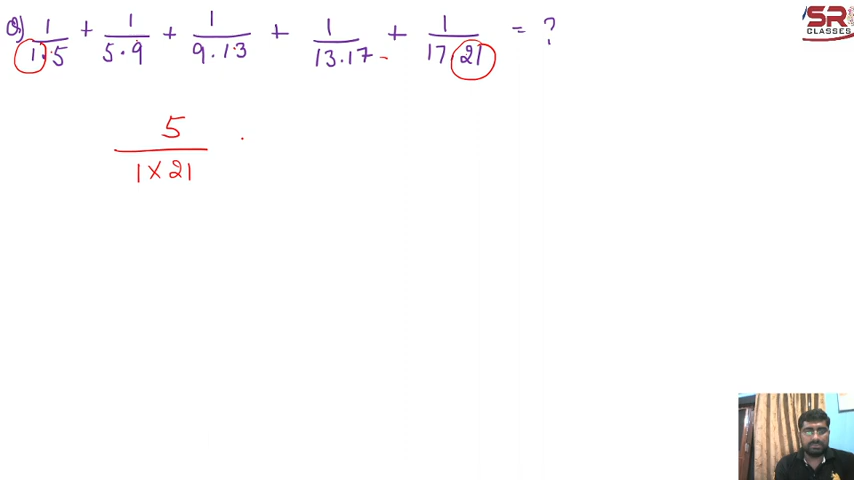 Q) 1/1.5 + 1/5.9 + 1/9.13 + 1/13.17 + 1/17.21 = ?
SR
CLASSES
5
1×21